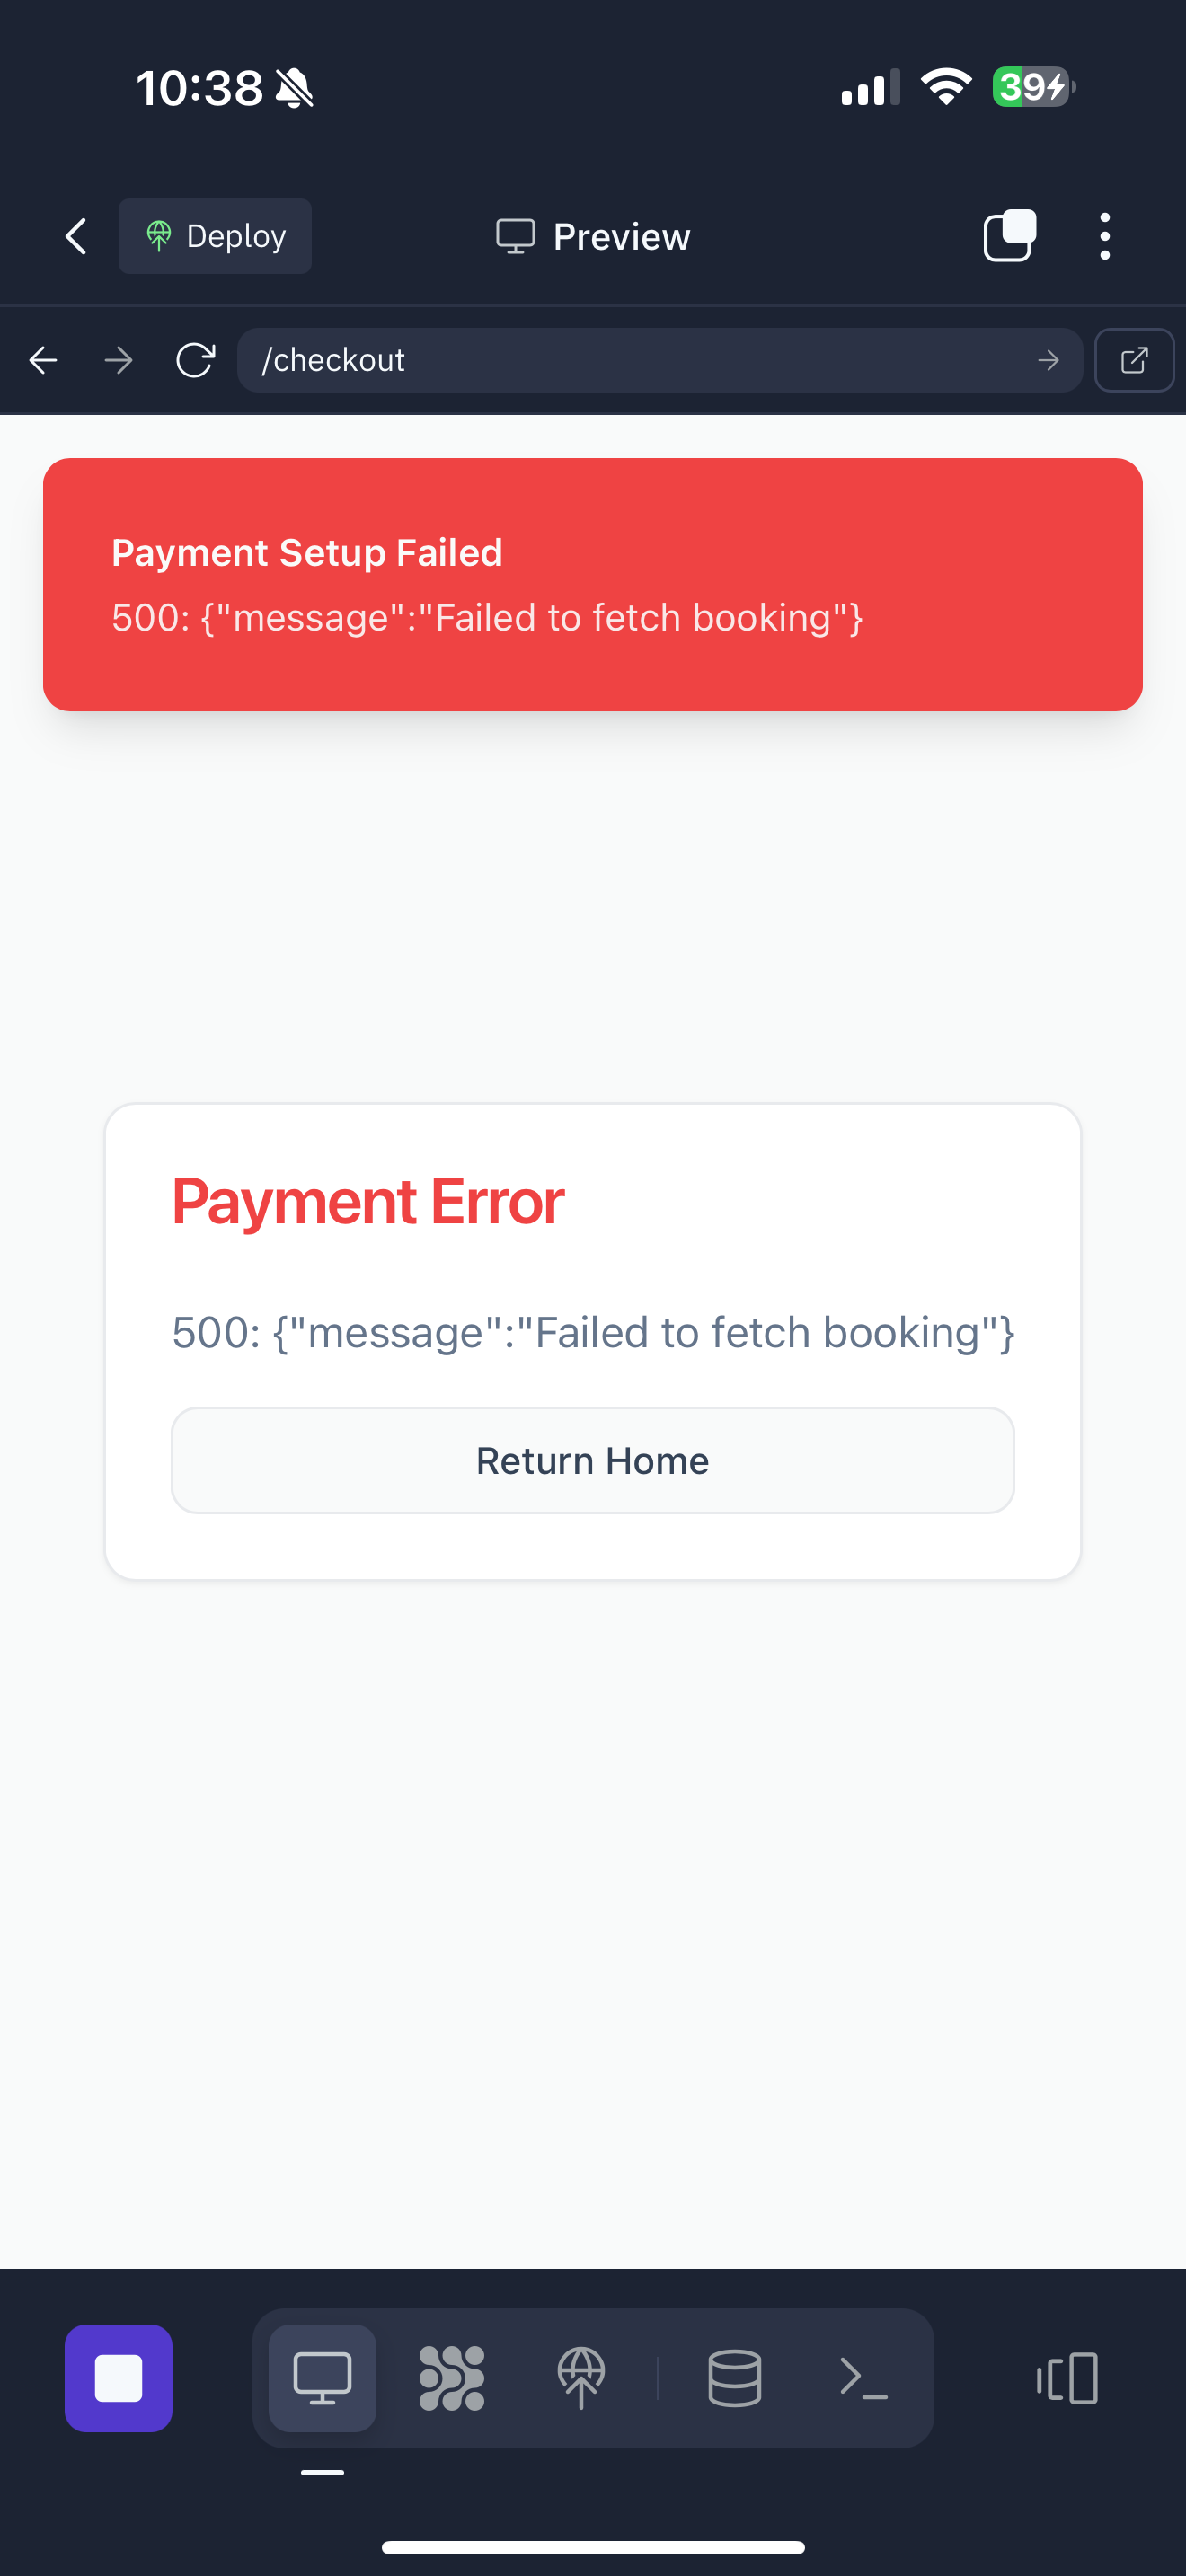 10:38
39
Deploy
Preview
/checkout
Payment Setup Failed
500: {"message":"Failed to fetch booking"}
Payment Error
500: {"message":"Failed to fetch booking"}
Return Home